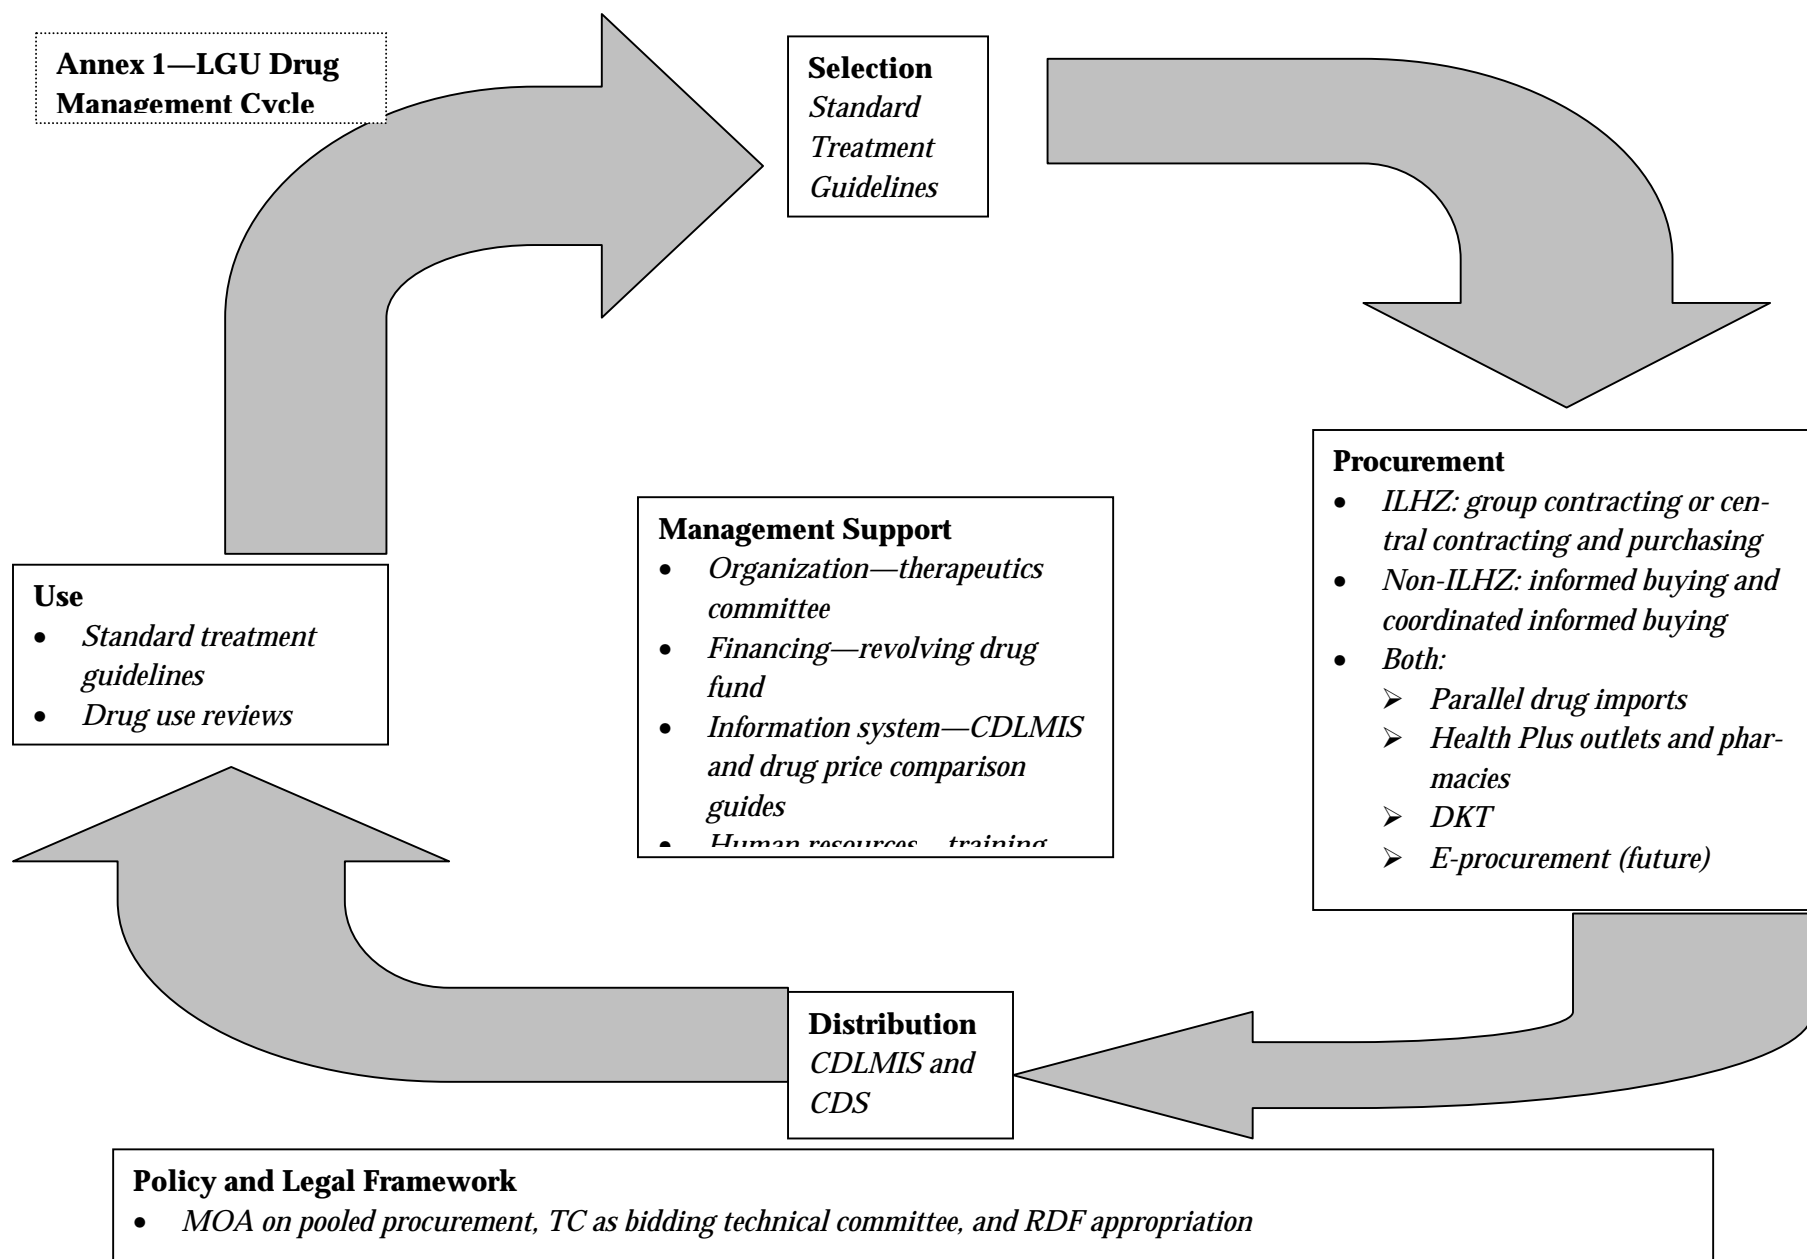 Annex 1—LGU Drug
Management Cycle
Selection
Standard
Treatment
Guidelines
Procurement
• ILHZ: group contracting or cen-
tral contracting and purchasing
• Non-ILHZ: informed buying and
coordinated informed buying
• Both:
➢ Parallel drug imports
➢ Health Plus outlets and phar-
macies
➢ DKT
➢ E-procurement (future)
Management Support
• Organization—therapeutics
committee
• Financing—revolving drug
fund
• Information system—CDLMIS
and drug price comparison
guides
• Human resources—training
Use
• Standard treatment
guidelines
• Drug use reviews
Distribution
CDLMIS and
CDS
Policy and Legal Framework
• MOA on pooled procurement, TC as bidding technical committee, and RDF appropriation